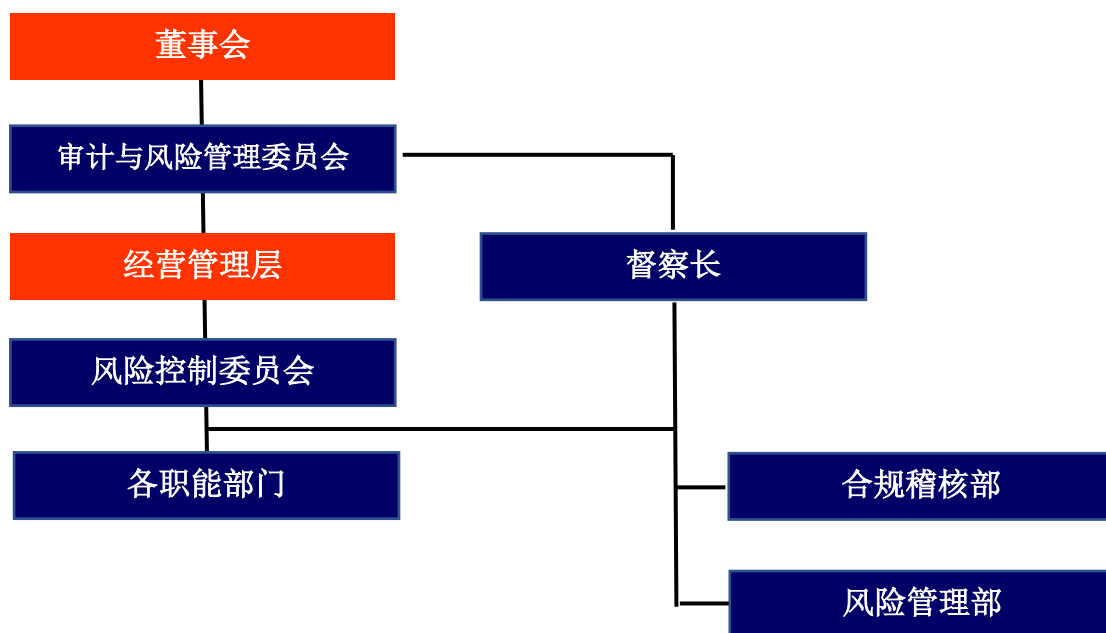 董事会
审计与风险管理委员会
经营管理层
督察长
风险控制委员会
各职能部门
合规稽核部
风险管理部